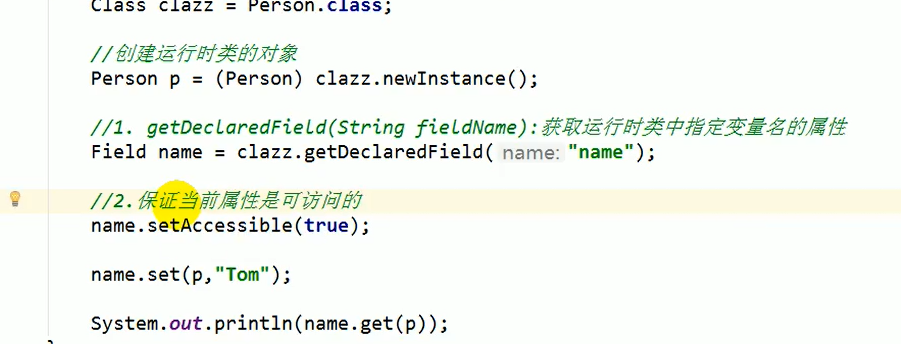 Class clazz = Person.class;
//创建运行时类的对象
Person p = (Person) clazz.newInstance();
//1. getDeclaredField(String fieldName):获取运行时类中指定变量名的属性
Field name = clazz.getDeclaredField( name: "name");
//2.保证当前属性是可访问的
name.setAccessible(true);
name.set(p,"Tom");
System.out.println(name.get(p));